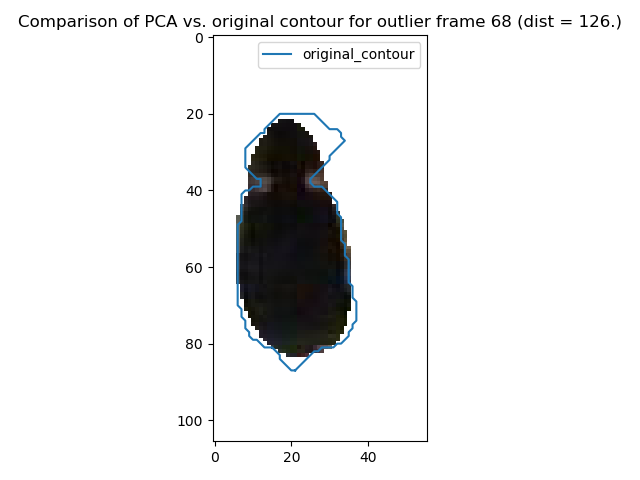 Comparison of PCA vs. original contour for outlier frame 68 (dist = 126.)
original_contour
0
20
40
60
80
100
0 20 40